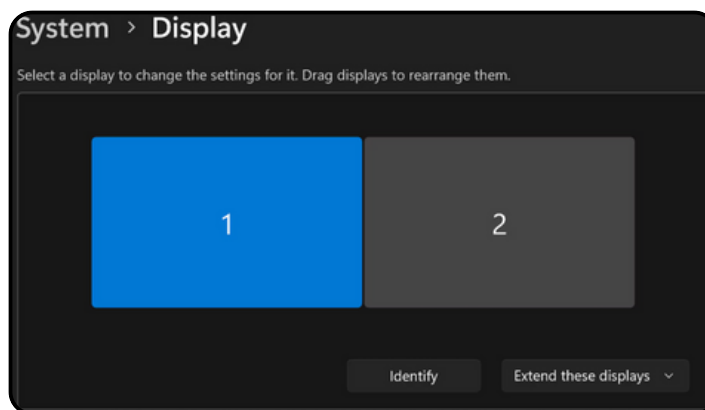 System > Display
Select a display to change the settings for it. Drag displays to rearrange them.
1 2
Identify Extend these displays